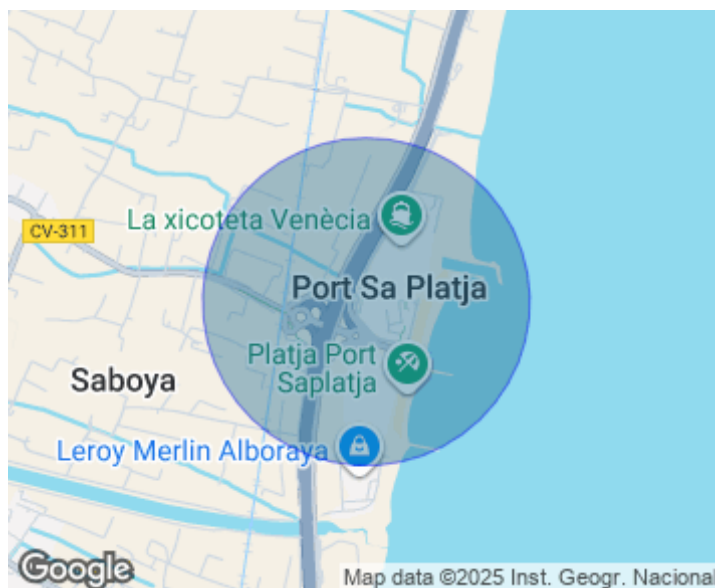 La xicoteta Venècia
CV-311
Port Sa Platja
Platja Port
Saplatja
Saboya
Leroy Merlin Alboraya
Google
Map data ©2025 Inst. Geogr. Nacional